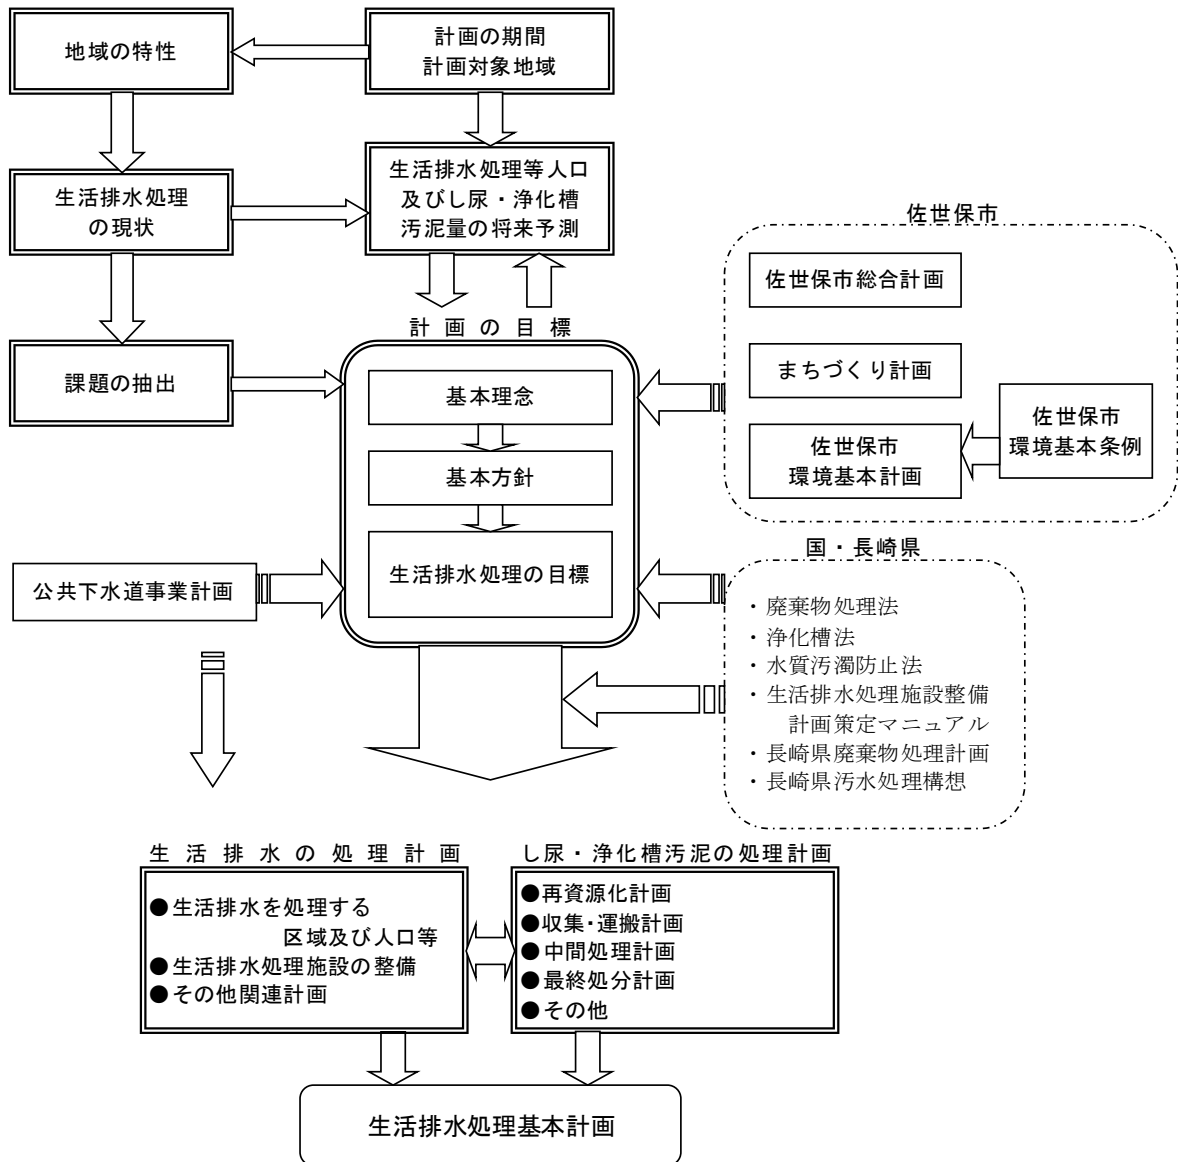 地域の特性
計画の期間
計画対象地域
生活排水処理
の現状
生活排水処理等人口
及びし尿・浄化槽
汚泥量の将来予測
課題の抽出
計画の目標
基本理念
基本方針
生活排水処理の目標
佐世保市
佐世保市総合計画
まちづくり計画
佐世保市
環境基本計画
佐世保市
環境基本条例
公共下水道事業計画
国・長崎県
・廃棄物処理法
・浄化槽法
・水質汚濁防止法
・生活排水処理施設整備
計画策定マニュアル
・長崎県廃棄物処理計画
・長崎県汚水処理構想
生活排水の処理計画
●生活排水を処理する
区域及び人口等
●生活排水処理施設の整備
●その他関連計画
し尿・浄化槽汚泥の処理計画
●再資源化計画
●収集・運搬計画
●中間処理計画
●最終処分計画
●その他
生活排水処理基本計画